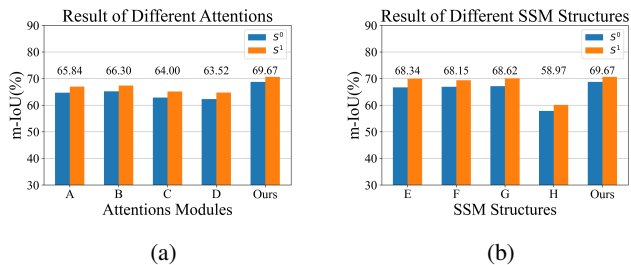 Result of Different Attentions
m-IoU(%)
90
80
70
60
50
40
30
S⁰
S¹
65.84 66.30 64.00 63.52 69.67
A B C D Ours
Attentions Modules
(a)
Result of Different SSM Structures
m-IoU(%)
90
80
70
60
50
40
30
S⁰
S¹
68.34 68.15 68.62 58.97 69.67
E F G H Ours
SSM Structures
(b)